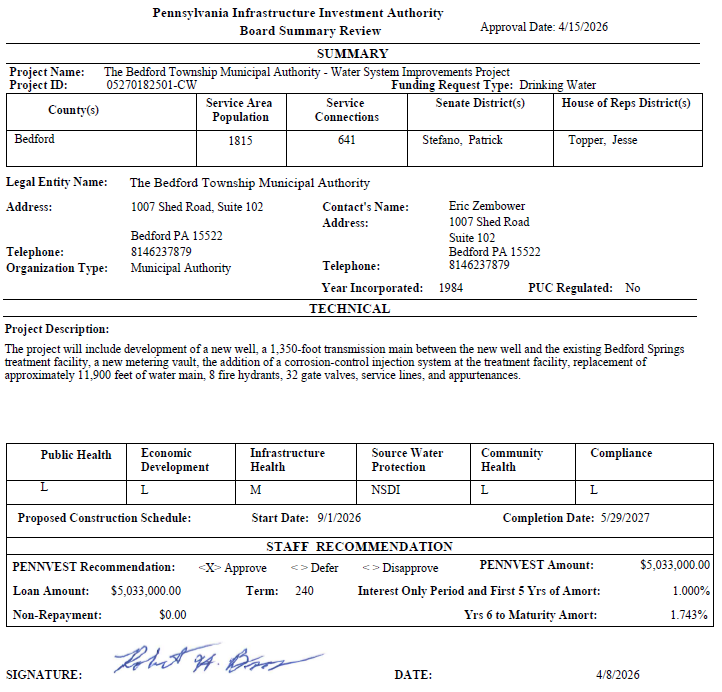 Pennsylvania Infrastructure Investment Authority
Board Summary Review
Approval Date: 4/15/2026
SUMMARY
Project Name: The Bedford Township Municipal Authority - Water System Improvements Project
Project ID: 05270182501-CW Funding Request Type: Drinking Water
County(s) Service Area Population Service Connections Senate District(s) House of Reps District(s)
Bedford 1815 641 Stefano, Patrick Topper, Jesse
Legal Entity Name: The Bedford Township Municipal Authority
Address: 1007 Shed Road, Suite 102 Contact's Name: Eric Zembower
Address: 1007 Shed Road
Suite 102
Bedford PA 15522 Bedford PA 15522
Telephone: 8146237879 Telephone: 8146237879
Organization Type: Municipal Authority
Year Incorporated: 1984 PUC Regulated: No
TECHNICAL
Project Description:
The project will include development of a new well, a 1,350-foot transmission main between the new well and the existing Bedford Springs
treatment facility, a new metering vault, the addition of a corrosion-control injection system at the treatment facility, replacement of
approximately 11,900 feet of water main, 8 fire hydrants, 32 gate valves, service lines, and appurtenances.
Public Health Economic Development Infrastructure Health Source Water Protection Community Health Compliance
L L M NSDI L L
Proposed Construction Schedule: Start Date: 9/1/2026 Completion Date: 5/29/2027
STAFF RECOMMENDATION
PENNVEST Recommendation: <X> Approve < > Defer < > Disapprove PENNVEST Amount: $5,033,000.00
Loan Amount: $5,033,000.00 Term: 240 Interest Only Period and First 5 Yrs of Amort: 1.000%
Non-Repayment: $0.00 Yrs 6 to Maturity Amort: 1.743%
SIGNATURE: Robert H. DATE: 4/8/2026